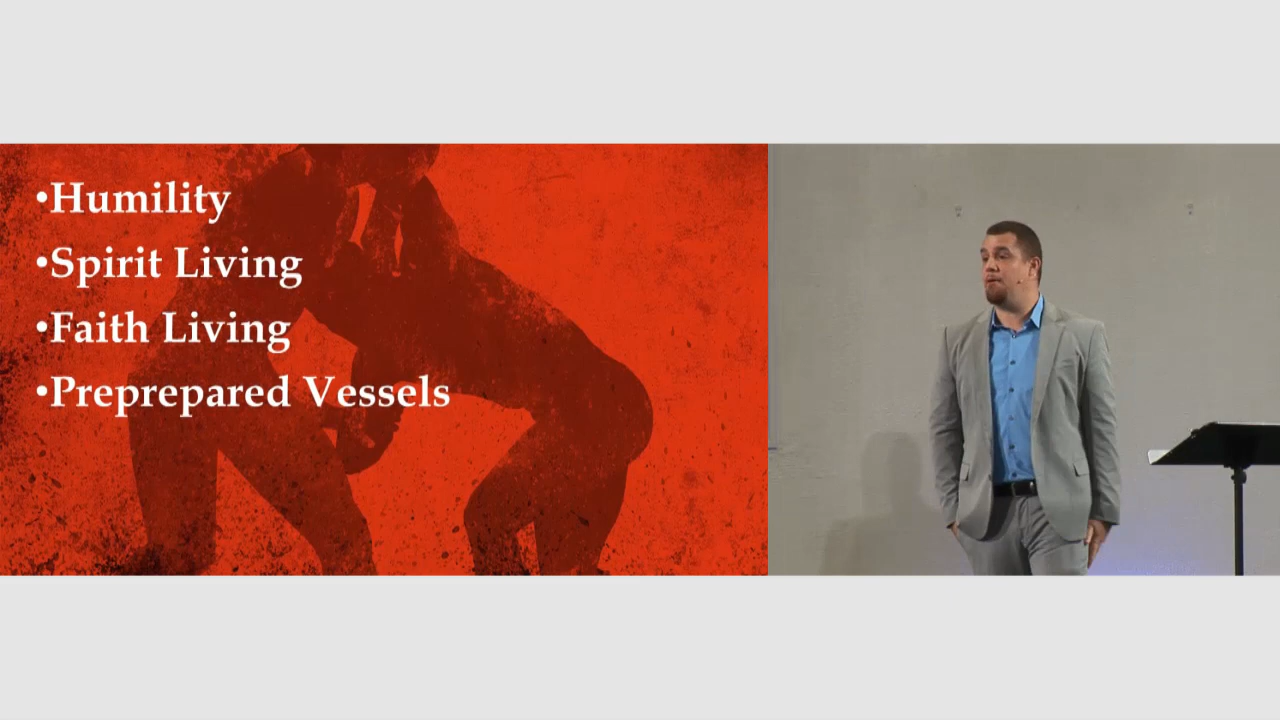 •Humility
•Spirit Living
•Faith Living
•Preprepared Vessels